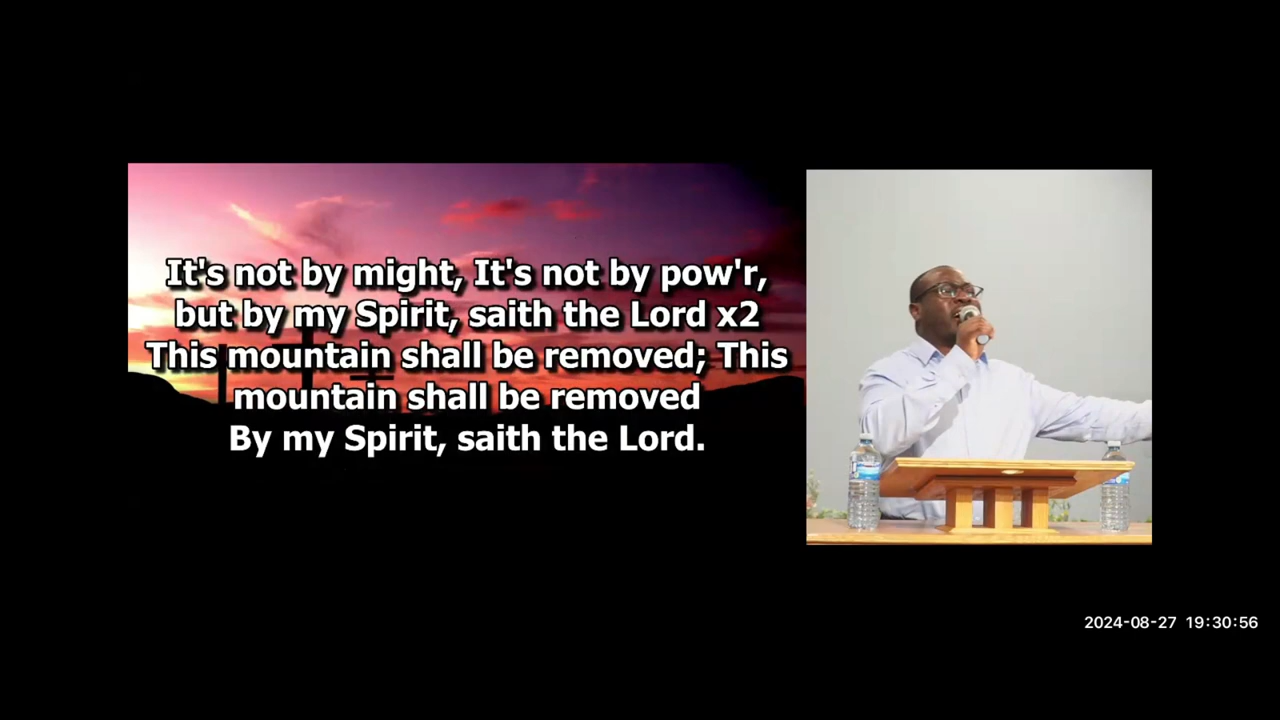 It's not by might, It's not by pow'r,
but by my Spirit, saith the Lord x2
This mountain shall be removed; This
mountain shall be removed
By my Spirit, saith the Lord.
2024-08-27 19:30:56